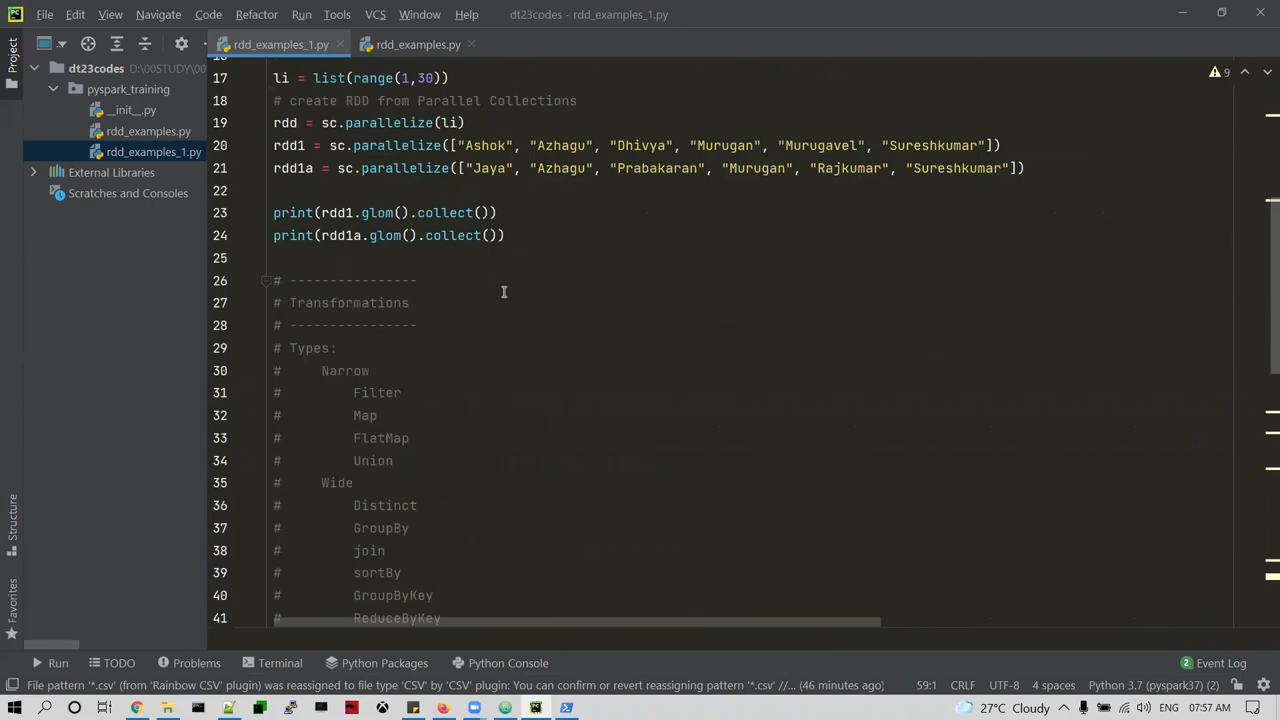 File Edit View Navigate Code Refactor Run Tools VCS Window Help dt23codes - rdd_examples_1.py
rdd_examples_1.py rdd_examples.py
Project
dt23codes D:\00STUDY\00
pyspark_training
__init__.py
rdd_examples.py
rdd_examples_1.py
External Libraries
Scratches and Consoles
9
17 li = list(range(1,30))
18 # create RDD from Parallel Collections
19 rdd = sc.parallelize(li)
20 rdd1 = sc.parallelize(["Ashok", "Azhagu", "Dhivya", "Murugan", "Murugavel", "Sureshkumar"])
21 rdd1a = sc.parallelize(["Jaya", "Azhagu", "Prabakaran", "Murugan", "Rajkumar", "Sureshkumar"])
22
23 print(rdd1.glom().collect())
24 print(rdd1a.glom().collect())
25
26 # ----------------
27 # Transformations
28 # ----------------
29 # Types:
30 #     Narrow
31 #         Filter
32 #         Map
33 #         FlatMap
34 #         Union
35 #     Wide
36 #         Distinct
37 #         GroupBy
38 #         join
39 #         sortBy
40 #         GroupByKey
41 #         ReduceByKey
Structure
Favorites
Run TODO Problems Terminal Python Packages Python Console 2 Event Log
File pattern '*.csv' (from 'Rainbow CSV' plugin) was reassigned to file type 'CSV' by 'CSV' plugin: You can confirm or revert reassigning pattern '*.csv' //... (46 minutes ago) 59:1 CRLF UTF-8 4 spaces Python 3.7 (pyspark37) (2)
27°C Cloudy ENG 07:57 AM